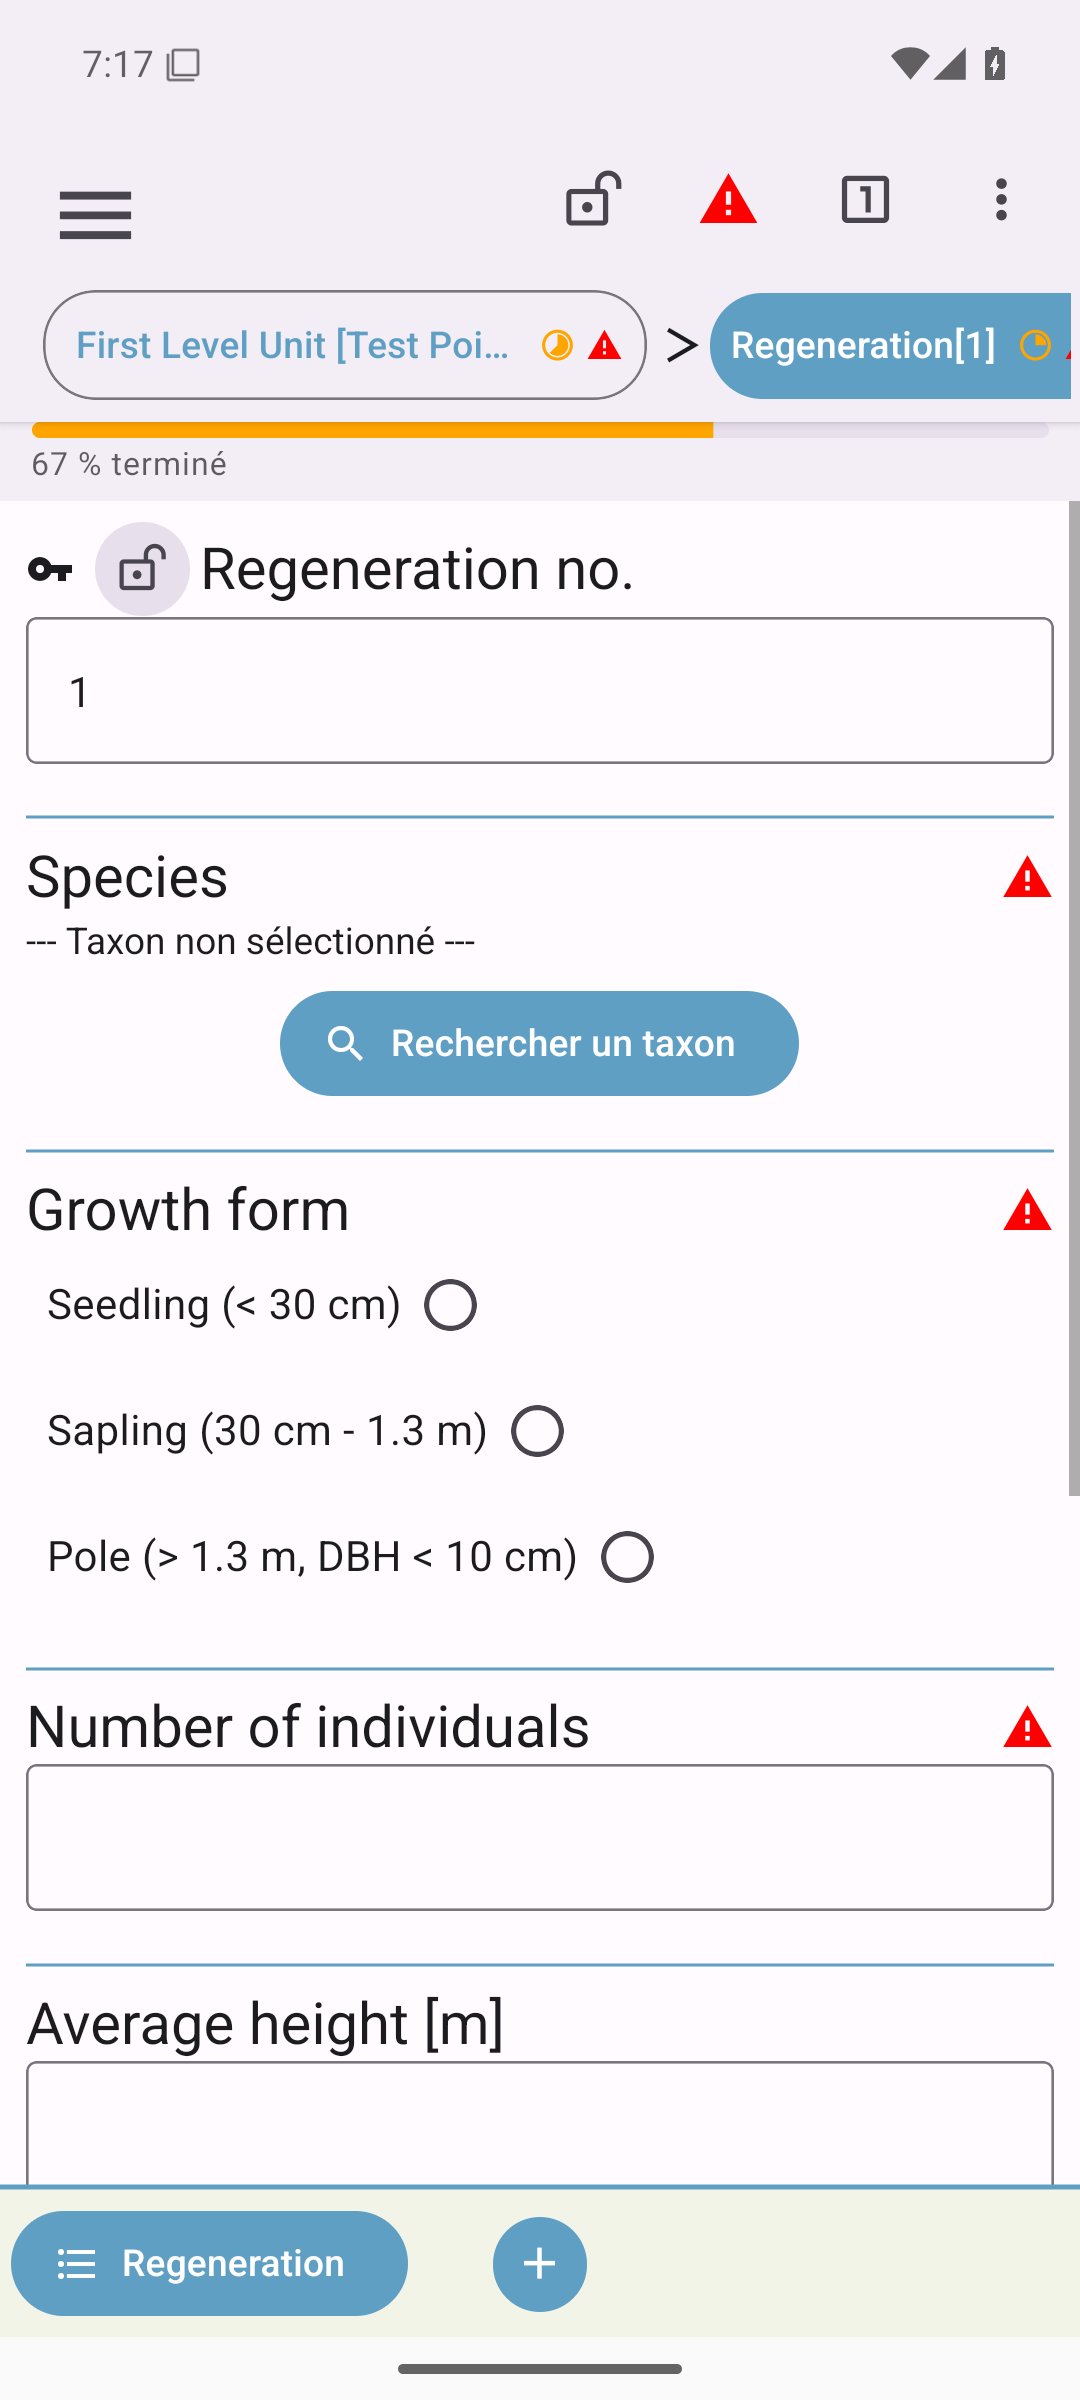 7:17
1
First Level Unit [Test Poi...
> Regeneration[1]
67 % terminé
Regeneration no.
1
Species
--- Taxon non sélectionné ---
Rechercher un taxon
Growth form
Seedling (< 30 cm)
Sapling (30 cm - 1.3 m)
Pole (> 1.3 m, DBH < 10 cm)
Number of individuals
Average height [m]
Regeneration
+